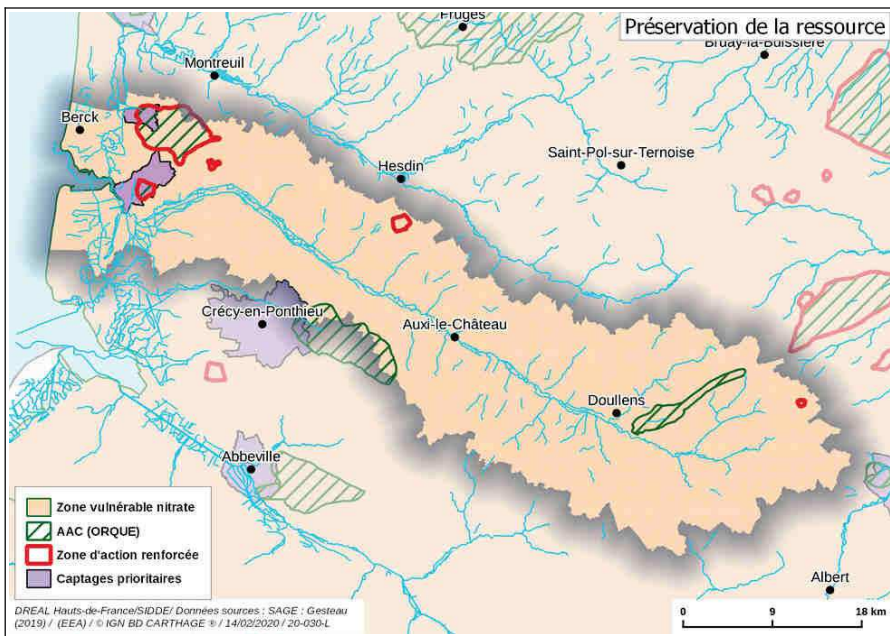 Préservation de la ressource
Fruges
Bruay-la-Buissière
Montreuil
Berck
Saint-Pol-sur-Ternoise
Hesdin
Crécy-en-Ponthieu
Auxi-le-Château
Doullens
Abbeville
Zone vulnérable nitrate
AAC (ORQUE)
Zone d'action renforcée
Captages prioritaires
Albert
DREAL Hauts-de-France/SIDDE/ Données sources : SAGE : Gesteau
(2019) / (EEA) / © IGN BD CARTHAGE ® / 14/02/2020 / 20-030-L
0 9 18 km